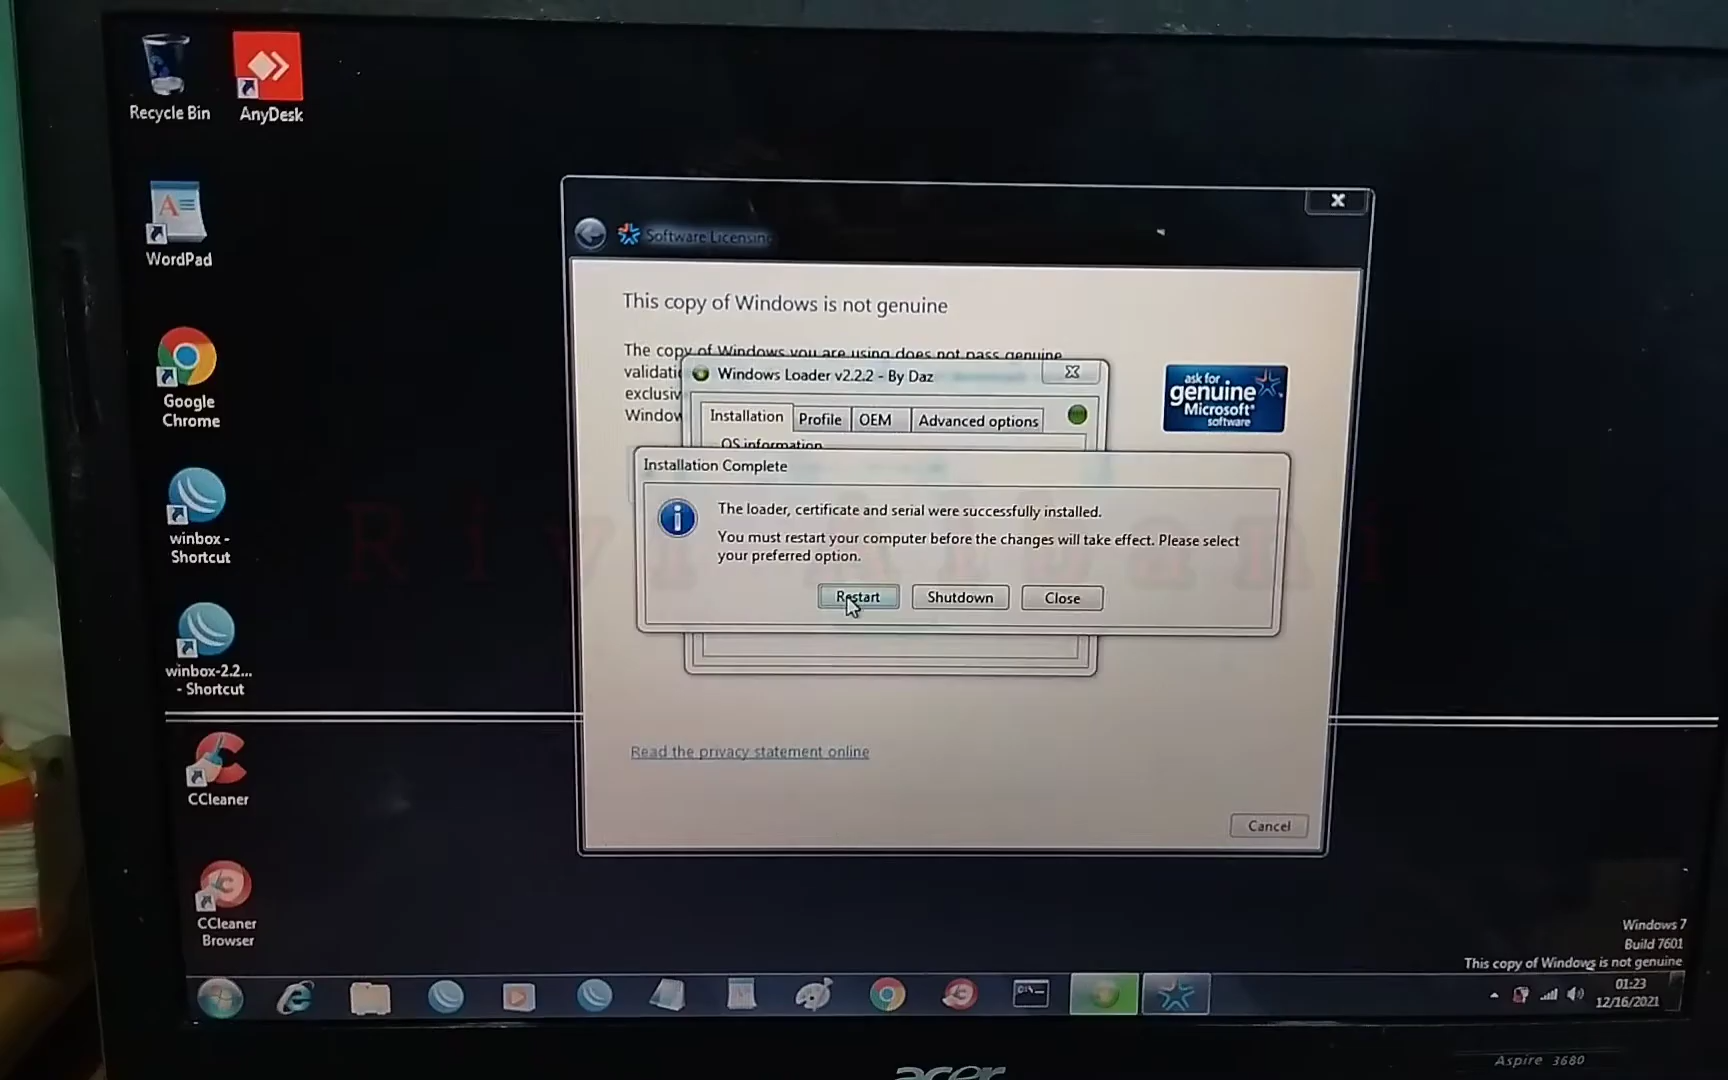 Recycle Bin
AnyDesk
WordPad
Google
Chrome
winbox -
Shortcut
winbox-2.2...
- Shortcut
CCleaner
CCleaner
Browser
Software Licensing
This copy of Windows is not genuine
The copy of Windows you are using does not pass genuine
validati
exclusiv
Window
ask for
genuine
Microsoft
software
Windows Loader v2.2.2 - By Daz
Installation
Profile
OEM
Advanced options
OS information
Installation Complete
The loader, certificate and serial were successfully installed.
You must restart your computer before the changes will take effect. Please select
your preferred option.
Restart
Shutdown
Close
Read the privacy statement online
Cancel
Windows 7
Build 7601
This copy of Windows is not genuine
01:23
12/16/2021
acer
Aspire 3680